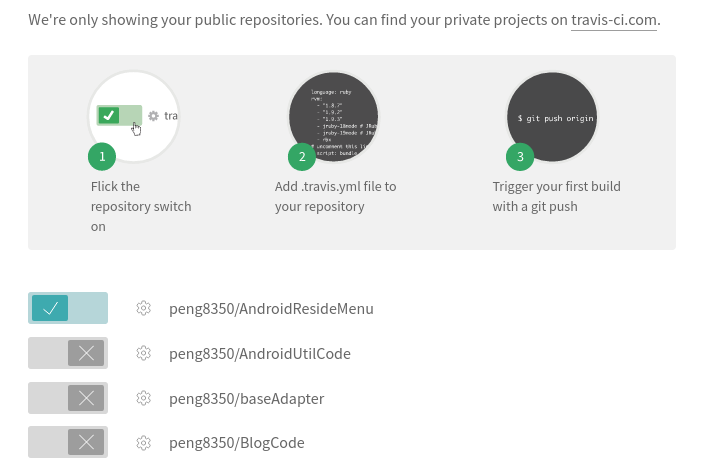 We're only showing your public repositories. You can find your private projects on travis-ci.com.
tra
language: ruby
rvm:
- "1.8.7"
- "1.9.2"
- "1.9.3"
- jruby-18mode # JRub
- jruby-19mode # JRub
- rbx
# uncomment this li
script: bundle
$ git push origin
1
2
3
Flick the
repository switch
on
Add .travis.yml file to
your repository
Trigger your first build
with a git push
peng8350/AndroidResideMenu
peng8350/AndroidUtilCode
peng8350/baseAdapter
peng8350/BlogCode